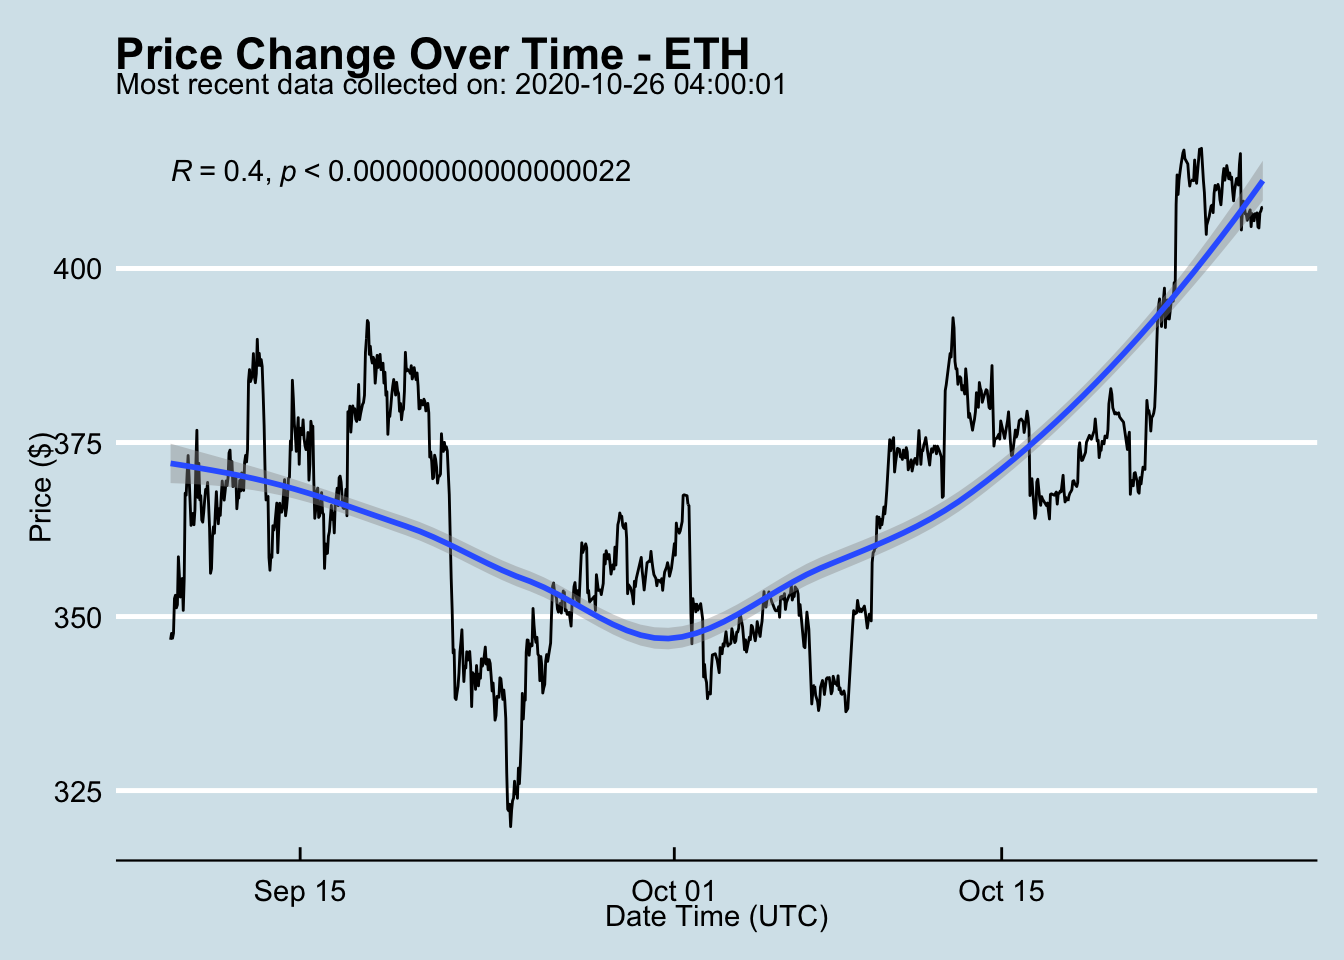 Price Change Over Time - ETH
Most recent data collected on: 2020-10-26 04:00:01
R = 0.4, p < 0.00000000000000022
400
375
350
325
Price ($)
Sep 15
Oct 01
Oct 15
Date Time (UTC)